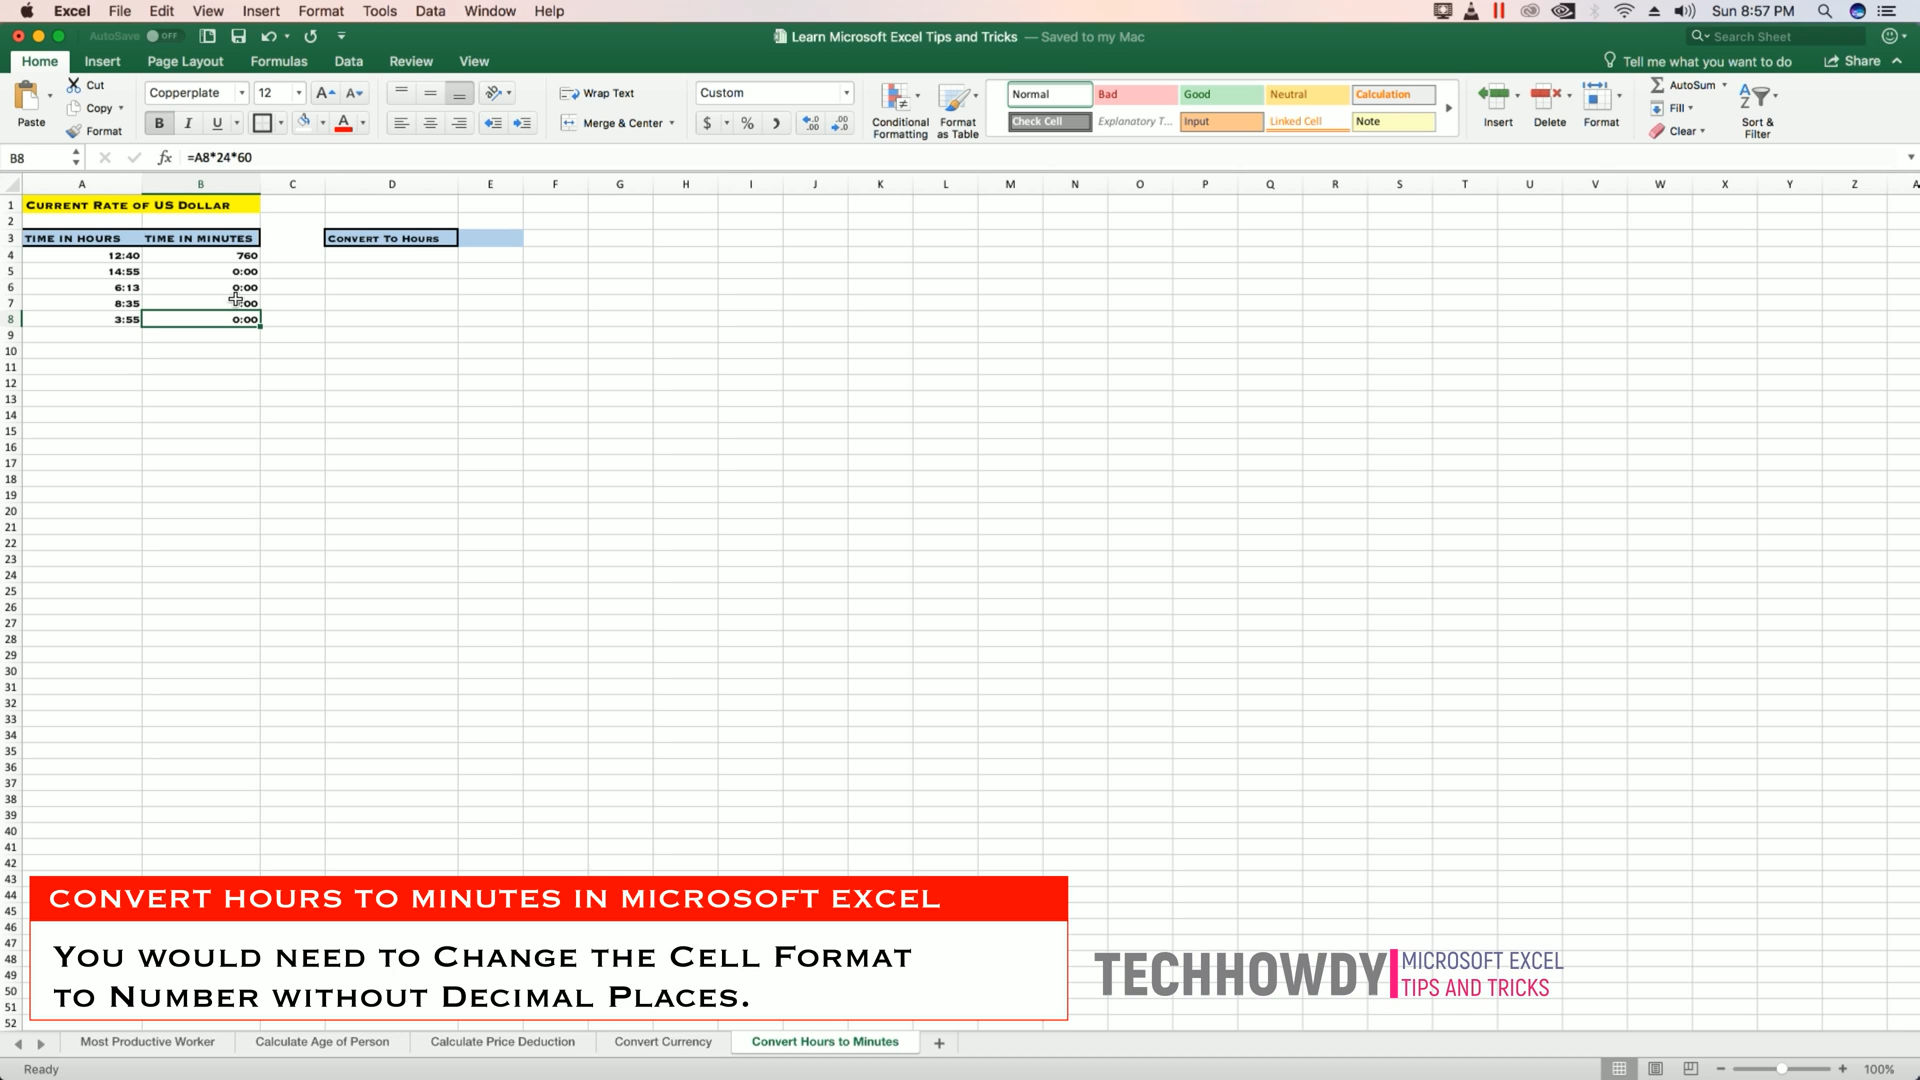 Excel File Edit View Insert Format Tools Data Window Help Sun 8:57 PM
AutoSave OFF Learn Microsoft Excel Tips and Tricks — Saved to my Mac Search Sheet
Home Insert Page Layout Formulas Data Review View Tell me what you want to do Share
Paste Cut Copy Format
Copperplate 12 A A
B I U A
Wrap Text
Merge & Center
Custom
$ % .0 .00 .00 .0
Conditional Formatting
Format as Table
Normal Bad Good Neutral Calculation
Check Cell Explanatory T... Input Linked Cell Note
Insert Delete Format
AutoSum
Fill
Clear
A Z
Sort & Filter
B8 fx =A8*24*60
A B C D E F G H I J K L M N O P Q R S T U V W X Y Z
1 Current Rate of US Dollar
2
3 TIME IN HOURS TIME IN MINUTES Convert To Hours
4 12:40 760
5 14:55 0:00
6 6:13 0:00
7 8:35 :00
8 3:55 0:00
9
10
11
12
13
14
15
16
17
18
19
20
21
22
23
24
25
26
27
28
29
30
31
32
33
34
35
36
37
38
39
40
41
42
43
44
45
46
47
48
49
50
51
52
CONVERT HOURS TO MINUTES IN MICROSOFT EXCEL
You would need to Change the Cell Format
to Number without Decimal Places.
TECHHOWDY
MICROSOFT EXCEL
TIPS AND TRICKS
Most Productive Worker Calculate Age of Person Calculate Price Deduction Convert Currency Convert Hours to Minutes +
Ready 100%